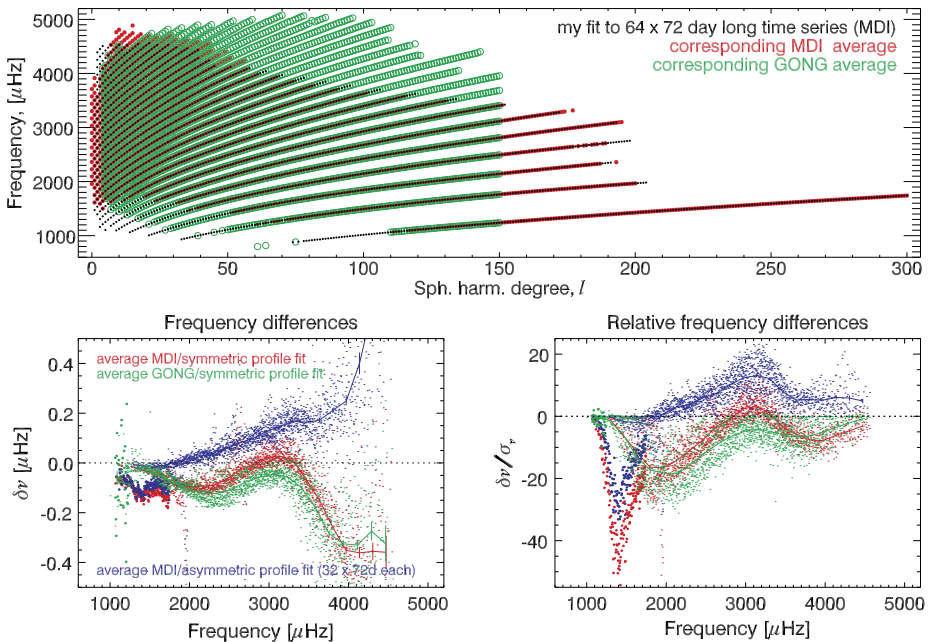 my fit to 64 x 72 day long time series (MDI)
corresponding MDI average
corresponding GONG average
Frequency, [μHz]
5000
4000
3000
2000
1000
0
50
100
150
200
250
300
Sph. harm. degree, l
Frequency differences
average MDI/symmetric profile fit
average GONG/symmetric profile fit
average MDI/asymmetric profile fit (32 x 72d each)
δν [μHz]
0.4
0.2
0.0
-0.2
-0.4
1000 2000 3000 4000 5000
Frequency [μHz]
Relative frequency differences
δν/σν
20
0
-20
-40
1000 2000 3000 4000 5000
Frequency [μHz]